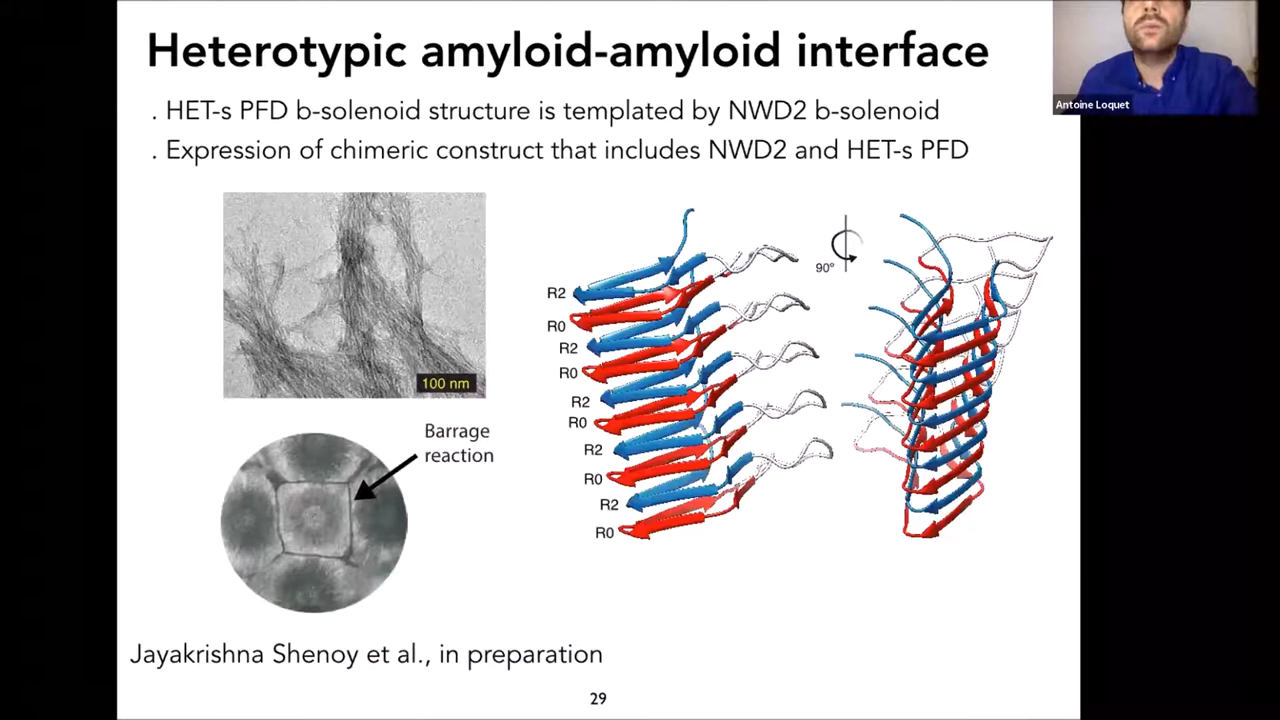 Heterotypic amyloid-amyloid interface
. HET-s PFD b-solenoid structure is templated by NWD2 b-solenoid
. Expression of chimeric construct that includes NWD2 and HET-s PFD
Antoine Loquet
100 nm
Barrage
reaction
90°
R2
R0
R2
R0
R2
R0
R2
R0
R2
R0
Jayakrishna Shenoy et al., in preparation
29